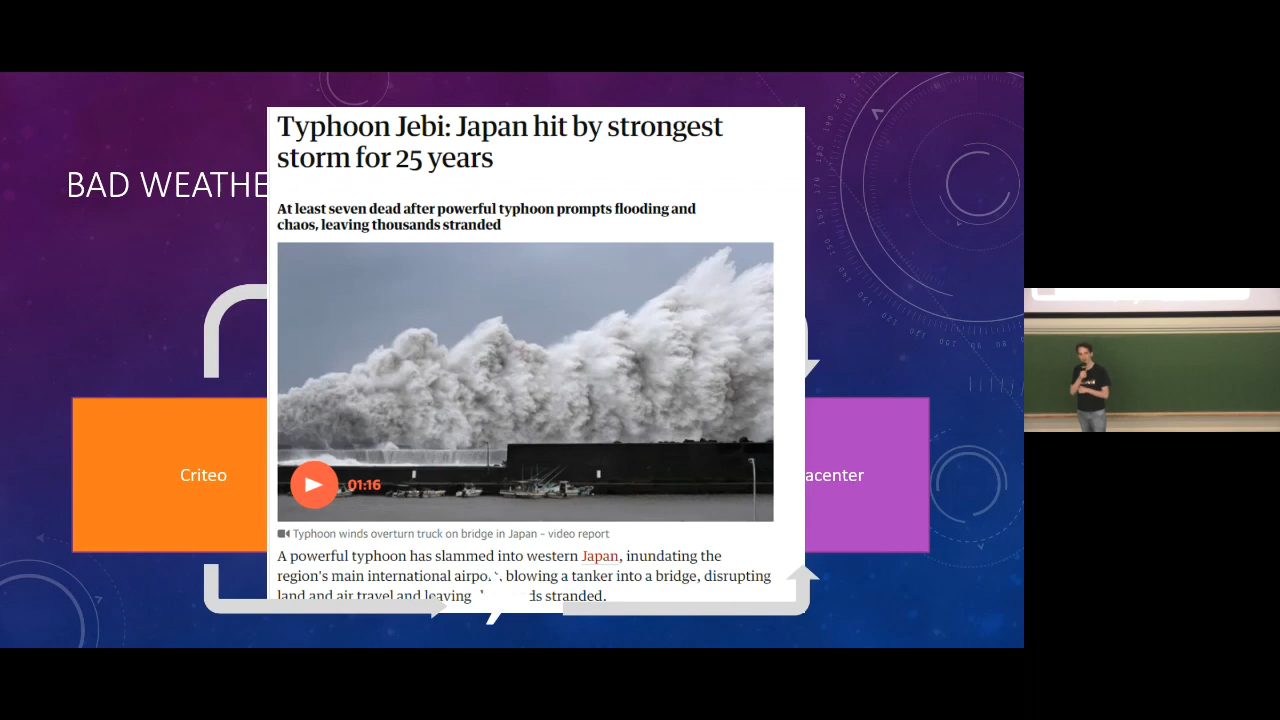 Typhoon Jebi: Japan hit by strongest
storm for 25 years
BAD WEATHE
At least seven dead after powerful typhoon prompts flooding and
chaos, leaving thousands stranded
Criteo
acenter
01:16
Typhoon winds overturn truck on bridge in Japan – video report
A powerful typhoon has slammed into western Japan, inundating the
region's main international airpo , blowing a tanker into a bridge, disrupting
land and air travel and leaving ds stranded.